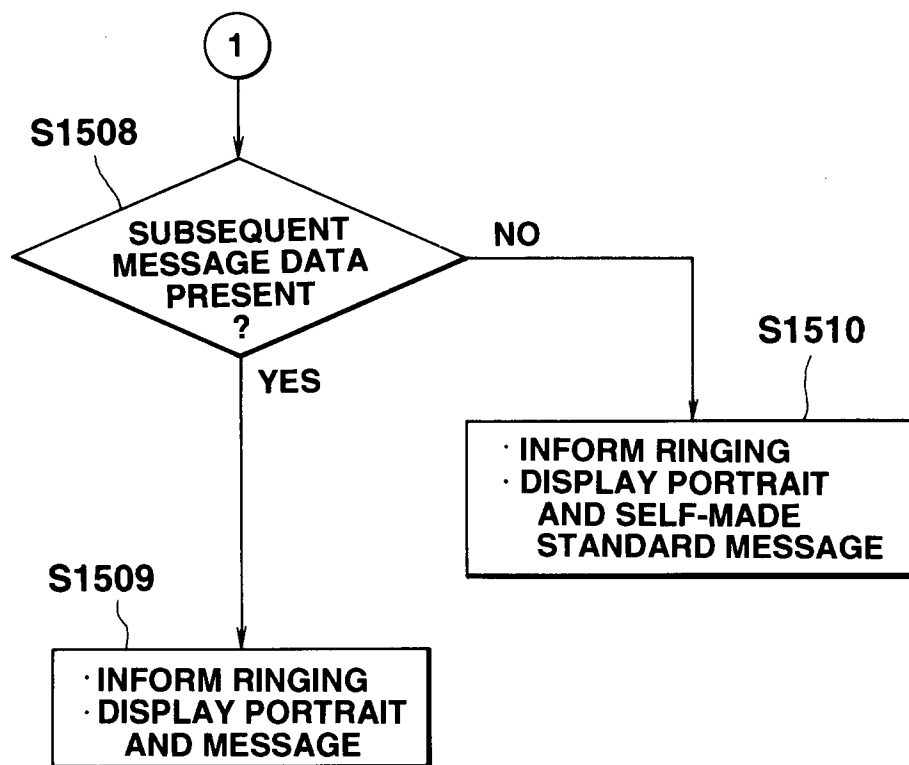 1
S1508
SUBSEQUENT
MESSAGE DATA
PRESENT
?
NO
YES
S1510
· INFORM RINGING
· DISPLAY PORTRAIT
AND SELF-MADE
STANDARD MESSAGE
S1509
· INFORM RINGING
· DISPLAY PORTRAIT
AND MESSAGE